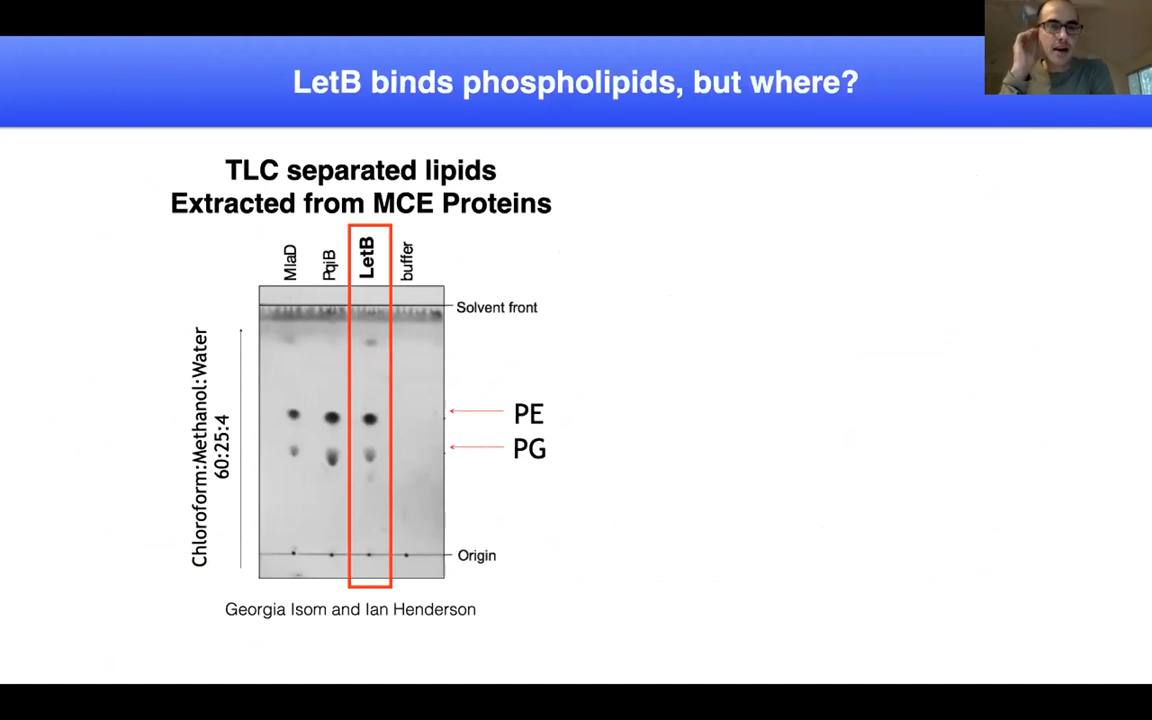 LetB binds phospholipids, but where?
TLC separated lipids
Extracted from MCE Proteins
MlaD
PqiB
LetB
buffer
Solvent front
Chloroform:Methanol:Water
60:25:4
PE
PG
Origin
Georgia Isom and Ian Henderson